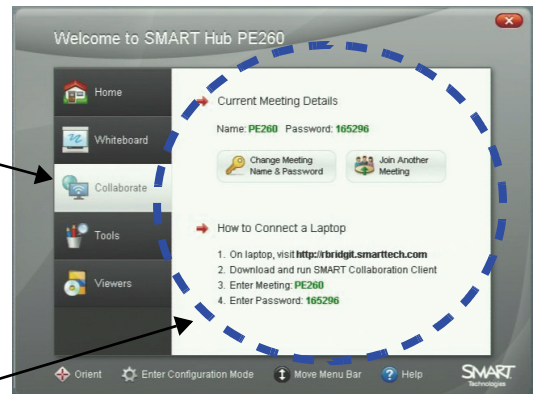 Welcome to SMART Hub PE260
Home
Whiteboard
Collaborate
Tools
Viewers
Current Meeting Details
Name: PE260 Password: 165296
Change Meeting
Name & Password
Join Another
Meeting
How to Connect a Laptop
1. On laptop, visit http://rbridgit.smarttech.com
2. Download and run SMART Collaboration Client
3. Enter Meeting: PE260
4. Enter Password: 165296
Orient
Enter Configuration Mode
Move Menu Bar
Help
SMART
Technologies